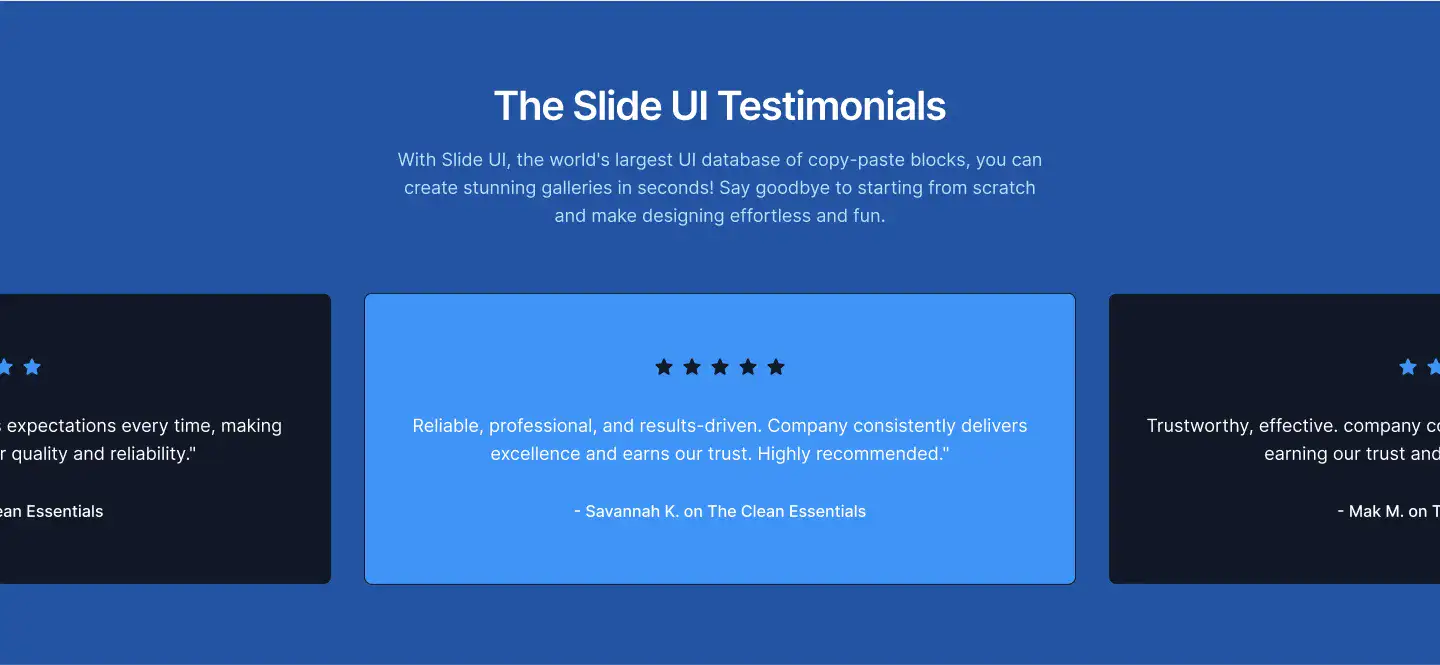 The Slide UI Testimonials
With Slide UI, the world's largest UI database of copy-paste blocks, you can
create stunning galleries in seconds! Say goodbye to starting from scratch
and make designing effortless and fun.
expectations every time, making
quality and reliability."
Essentials
Reliable, professional, and results-driven. Company consistently delivers
excellence and earns our trust. Highly recommended."
- Savannah K. on The Clean Essentials
Trustworthy, effective. company
earning our trust and
- Mak M. on